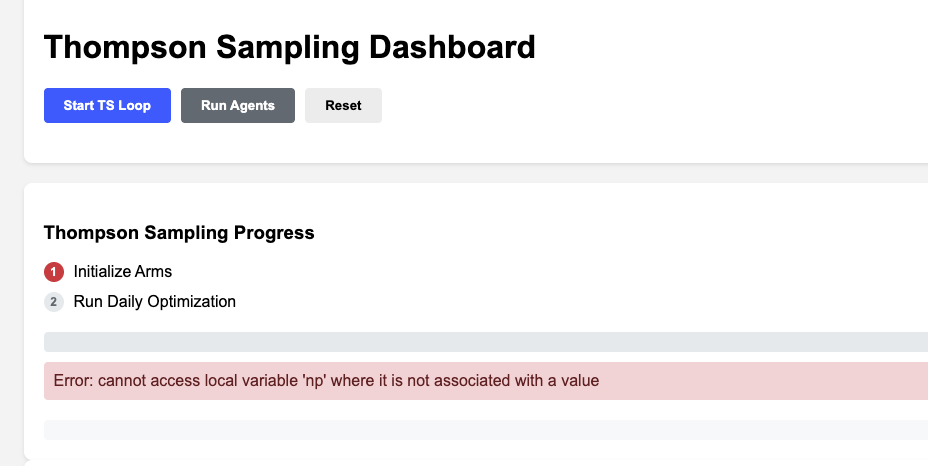 Thompson Sampling Dashboard
Start TS Loop Run Agents Reset
Thompson Sampling Progress
1 Initialize Arms
2 Run Daily Optimization
Error: cannot access local variable 'np' where it is not associated with a value